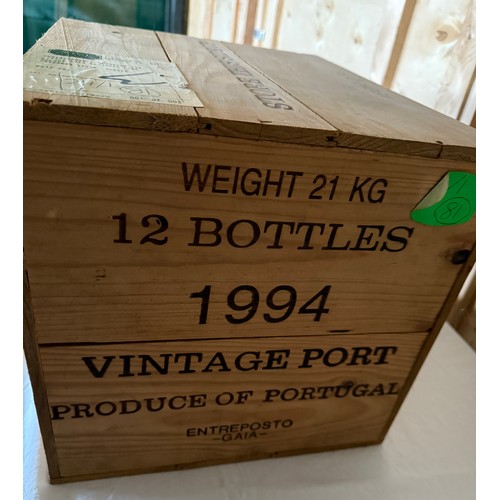 WEIGHT 21 KG
12 BOTTLES
1994
VINTAGE PORT
PRODUCE OF PORTUGAL
ENTREPOSTO
-GAIA-